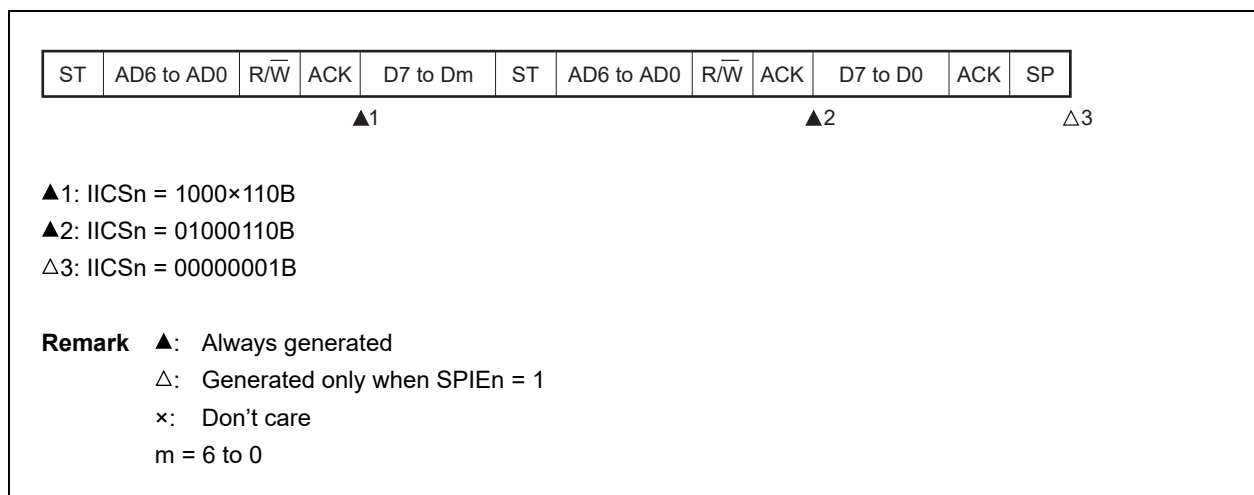 ST AD6 to AD0 R/W̅ ACK D7 to Dm ST AD6 to AD0 R/W̅ ACK D7 to D0 ACK SP
▲1 ▲2 △3
▲1: IICSn = 1000×110B
▲2: IICSn = 01000110B
△3: IICSn = 00000001B
Remark ▲: Always generated
△: Generated only when SPIEn = 1
×: Don't care
m = 6 to 0